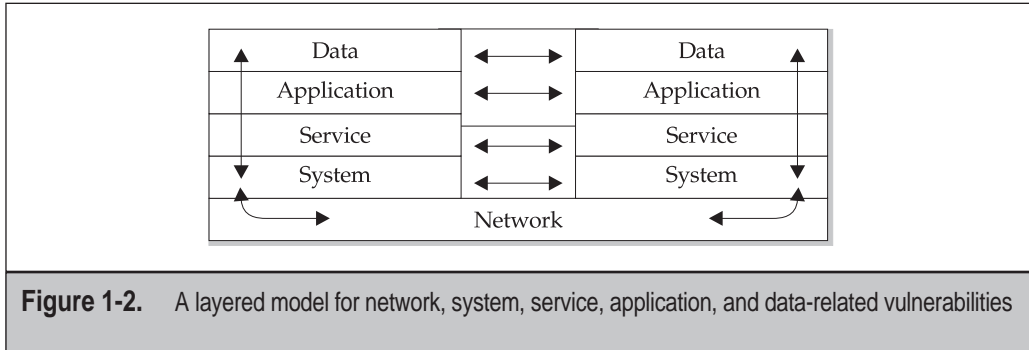 Data Data
Application Application
Service Service
System System
Network
Figure 1-2. A layered model for network, system, service, application, and data-related vulnerabilities